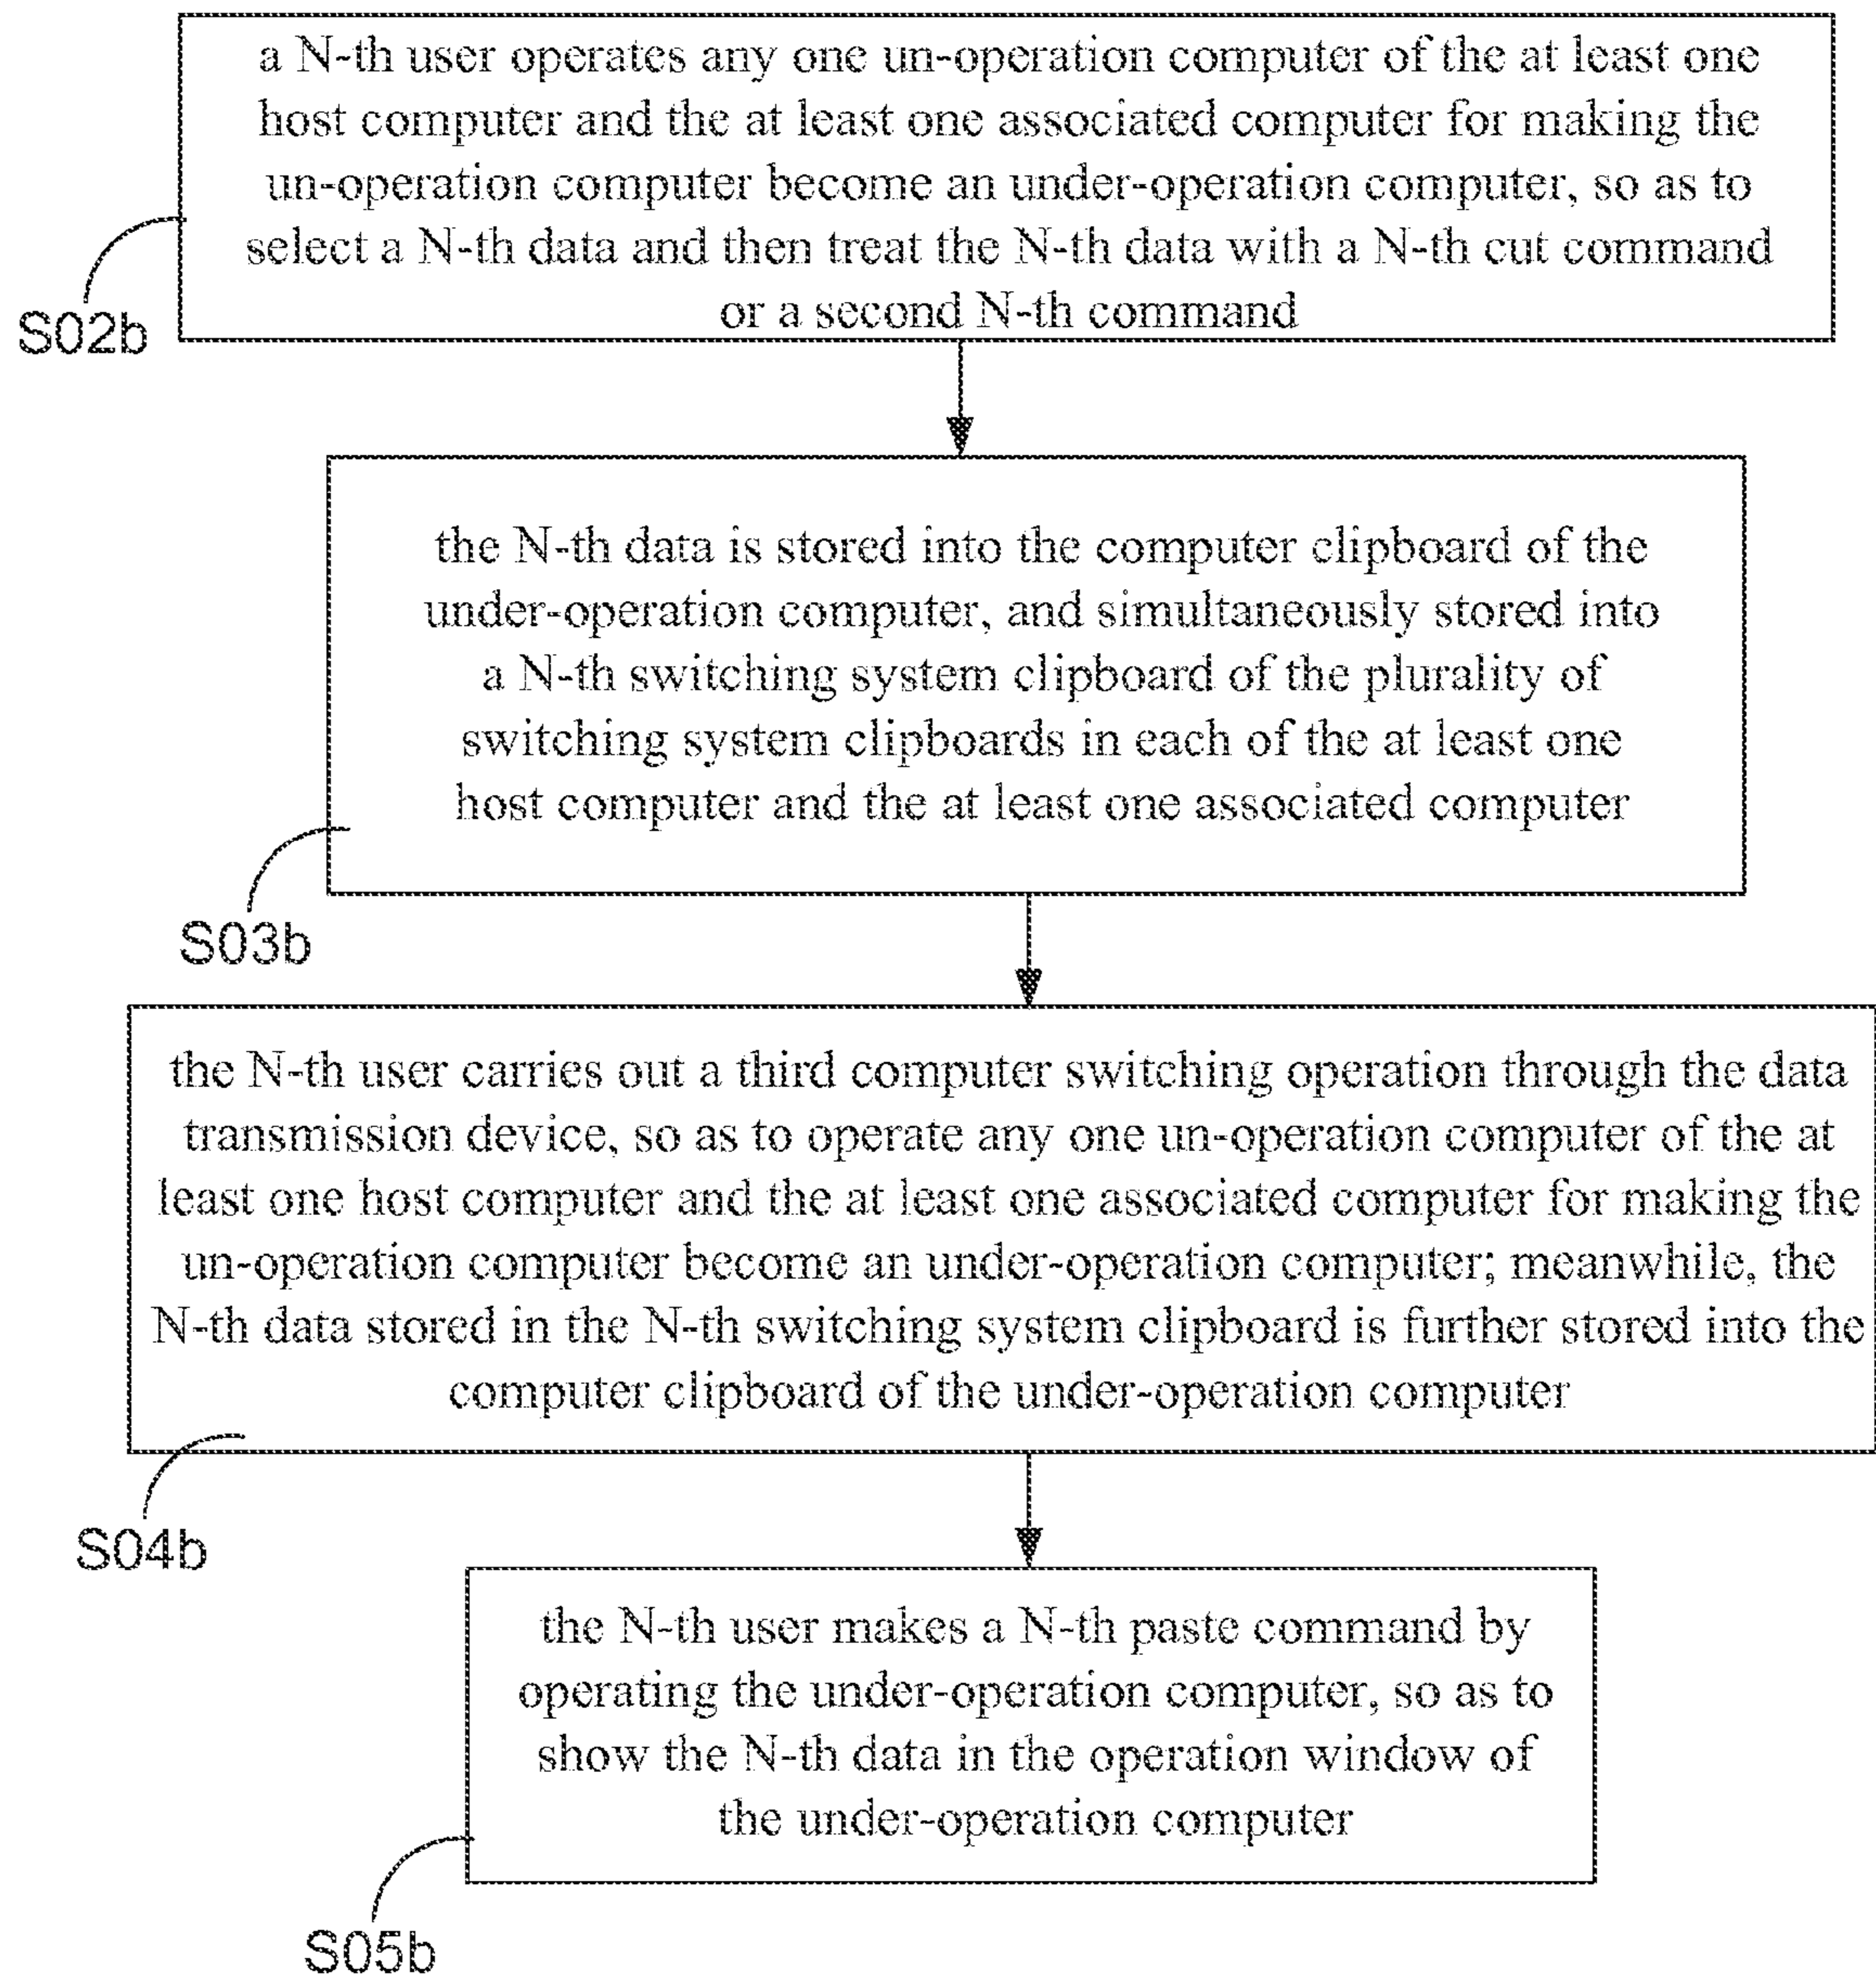 a N-th user operates any one un-operation computer of the at least one
host computer and the at least one associated computer for making the
un-operation computer become an under-operation computer, so as to
select a N-th data and then treat the N-th data with a N-th cut command
or a second N-th command
S02b
the N-th data is stored into the computer clipboard of the
under-operation computer, and simultaneously stored into
a N-th switching system clipboard of the plurality of
switching system clipboards in each of the at least one
host computer and the at least one associated computer
S03b
the N-th user carries out a third computer switching operation through the data
transmission device, so as to operate any one un-operation computer of the at
least one host computer and the at least one associated computer for making the
un-operation computer become an under-operation computer; meanwhile, the
N-th data stored in the N-th switching system clipboard is further stored into the
computer clipboard of the under-operation computer
S04b
the N-th user makes a N-th paste command by
operating the under-operation computer, so as to
show the N-th data in the operation window of
the under-operation computer
S05b